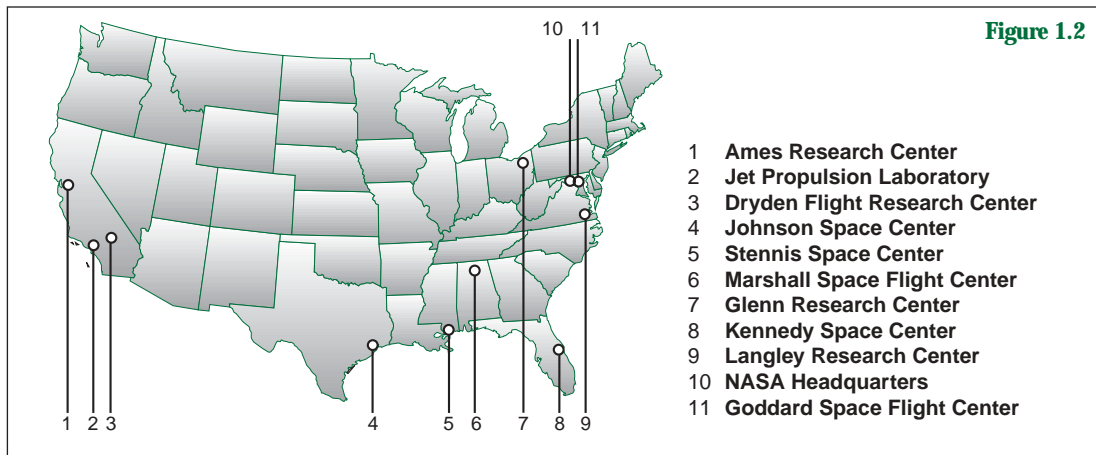 10 11
Figure 1.2
1 Ames Research Center
2 Jet Propulsion Laboratory
3 Dryden Flight Research Center
4 Johnson Space Center
5 Stennis Space Center
6 Marshall Space Flight Center
7 Glenn Research Center
8 Kennedy Space Center
9 Langley Research Center
10 NASA Headquarters
11 Goddard Space Flight Center
1 2 3 4 5 6 7 8 9